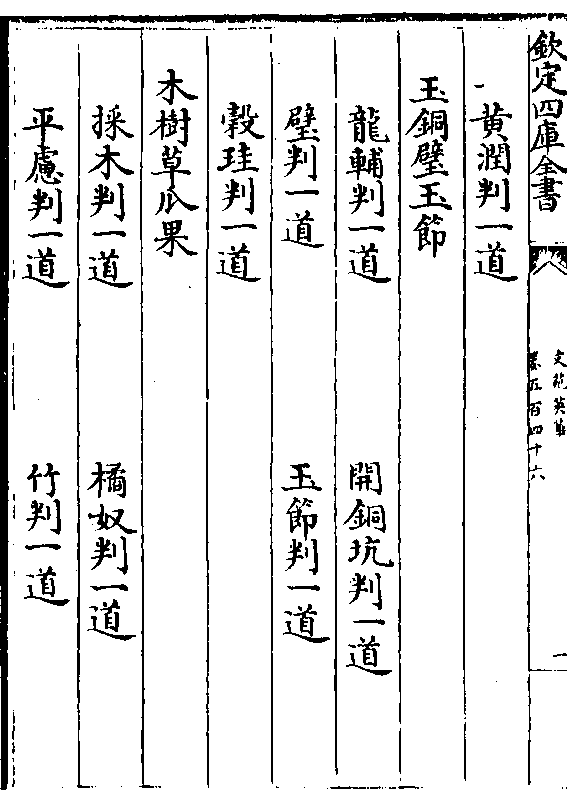 欽定四庫全書
文苑英華
卷五百四十六
一
黄潤判一道
玉銅璧玉節
龍輔判一道 開銅坑判一道
璧判一道 玉節判一道
穀珪判一道
木樹草瓜果
採木判一道 橘奴判一道
平慮判一道 竹判一道